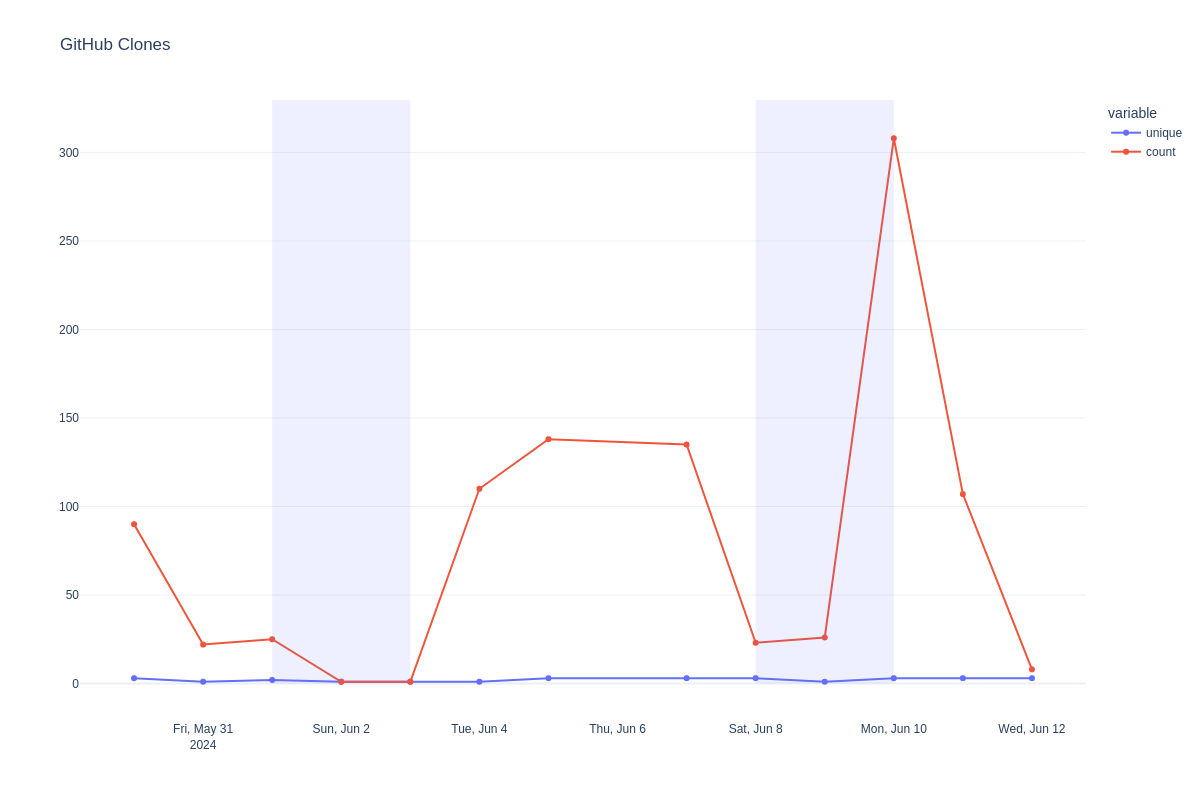 GitHub Clones
variable
unique
count
300
250
200
150
100
50
0
Fri, May 31
2024
Sun, Jun 2
Tue, Jun 4
Thu, Jun 6
Sat, Jun 8
Mon, Jun 10
Wed, Jun 12